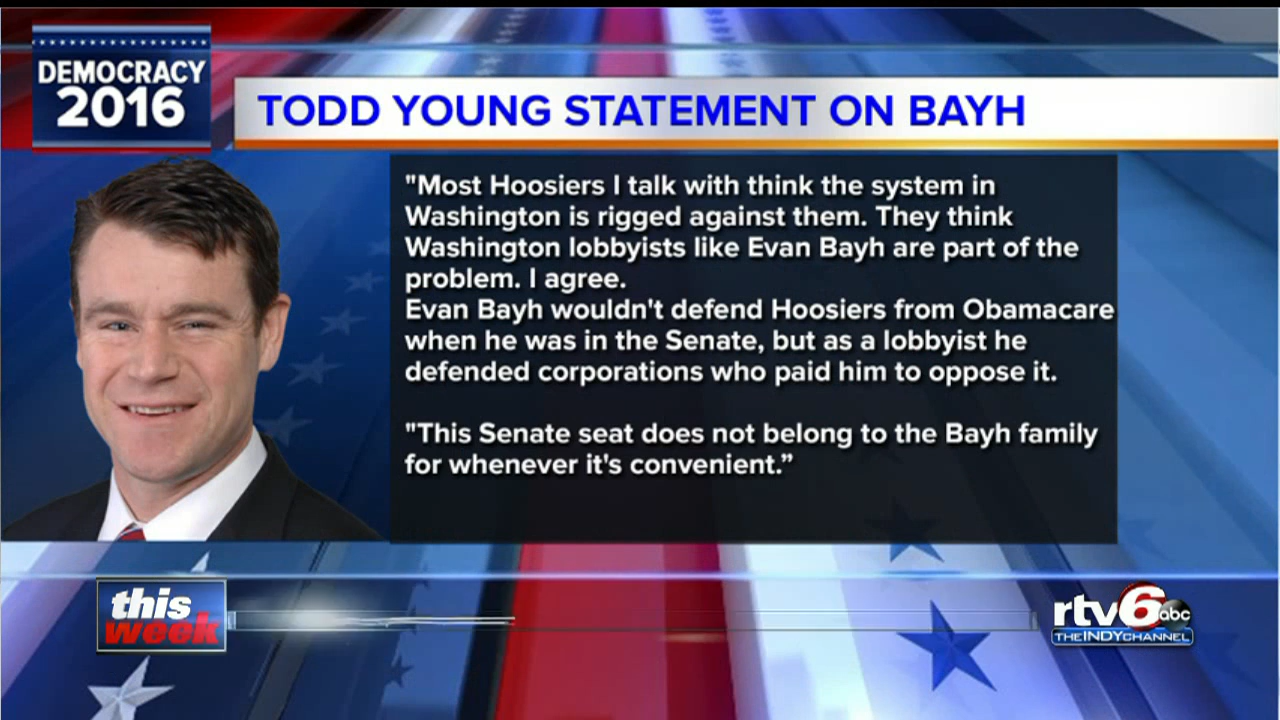 DEMOCRACY
2016
TODD YOUNG STATEMENT ON BAYH
"Most Hoosiers I talk with think the system in
Washington is rigged against them. They think
Washington lobbyists like Evan Bayh are part of the
problem. I agree.
Evan Bayh wouldn't defend Hoosiers from Obamacare
when he was in the Senate, but as a lobbyist he
defended corporations who paid him to oppose it.
"This Senate seat does not belong to the Bayh family
for whenever it's convenient.”
this
week
rtv6 abc
THEINDYCHANNEL